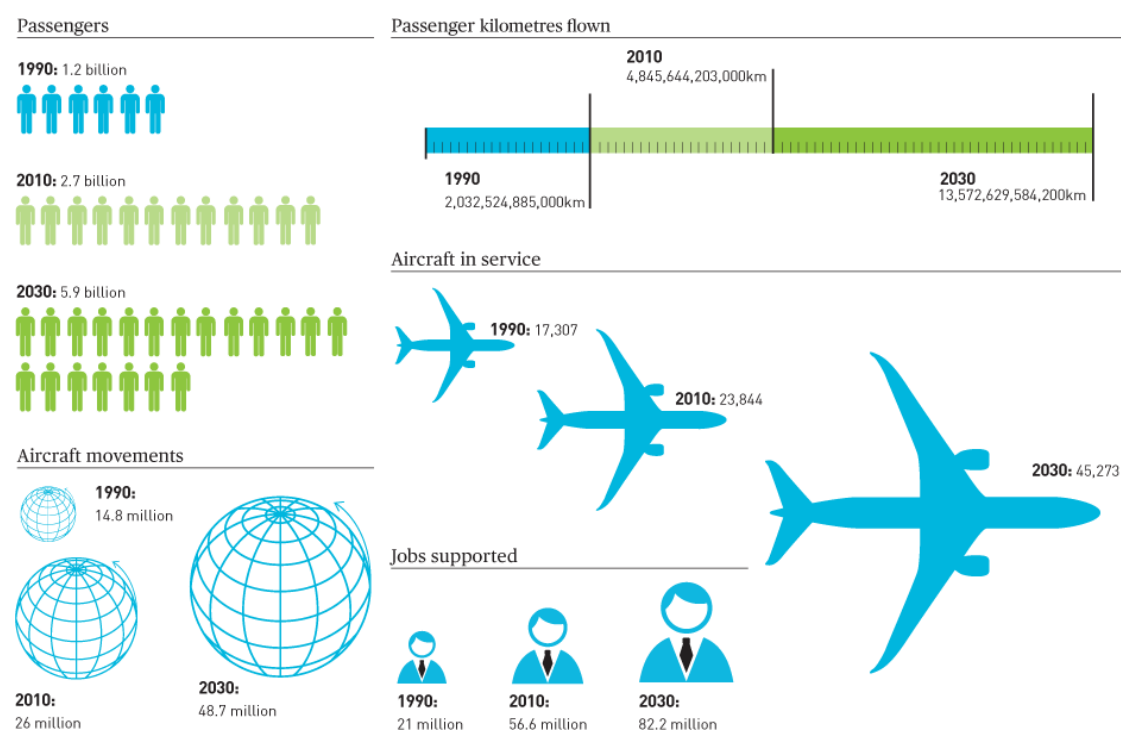 Passengers
1990: 1.2 billion
2010: 2.7 billion
2030: 5.9 billion
Passenger kilometres flown
2010
4,845,644,203,000km
1990
2,032,524,885,000km
2030
13,572,629,584,200km
Aircraft in service
1990: 17,307
2010: 23,844
2030: 45,273
Aircraft movements
1990:
14.8 million
2010:
26 million
2030:
48.7 million
Jobs supported
1990:
21 million
2010:
56.6 million
2030:
82.2 million